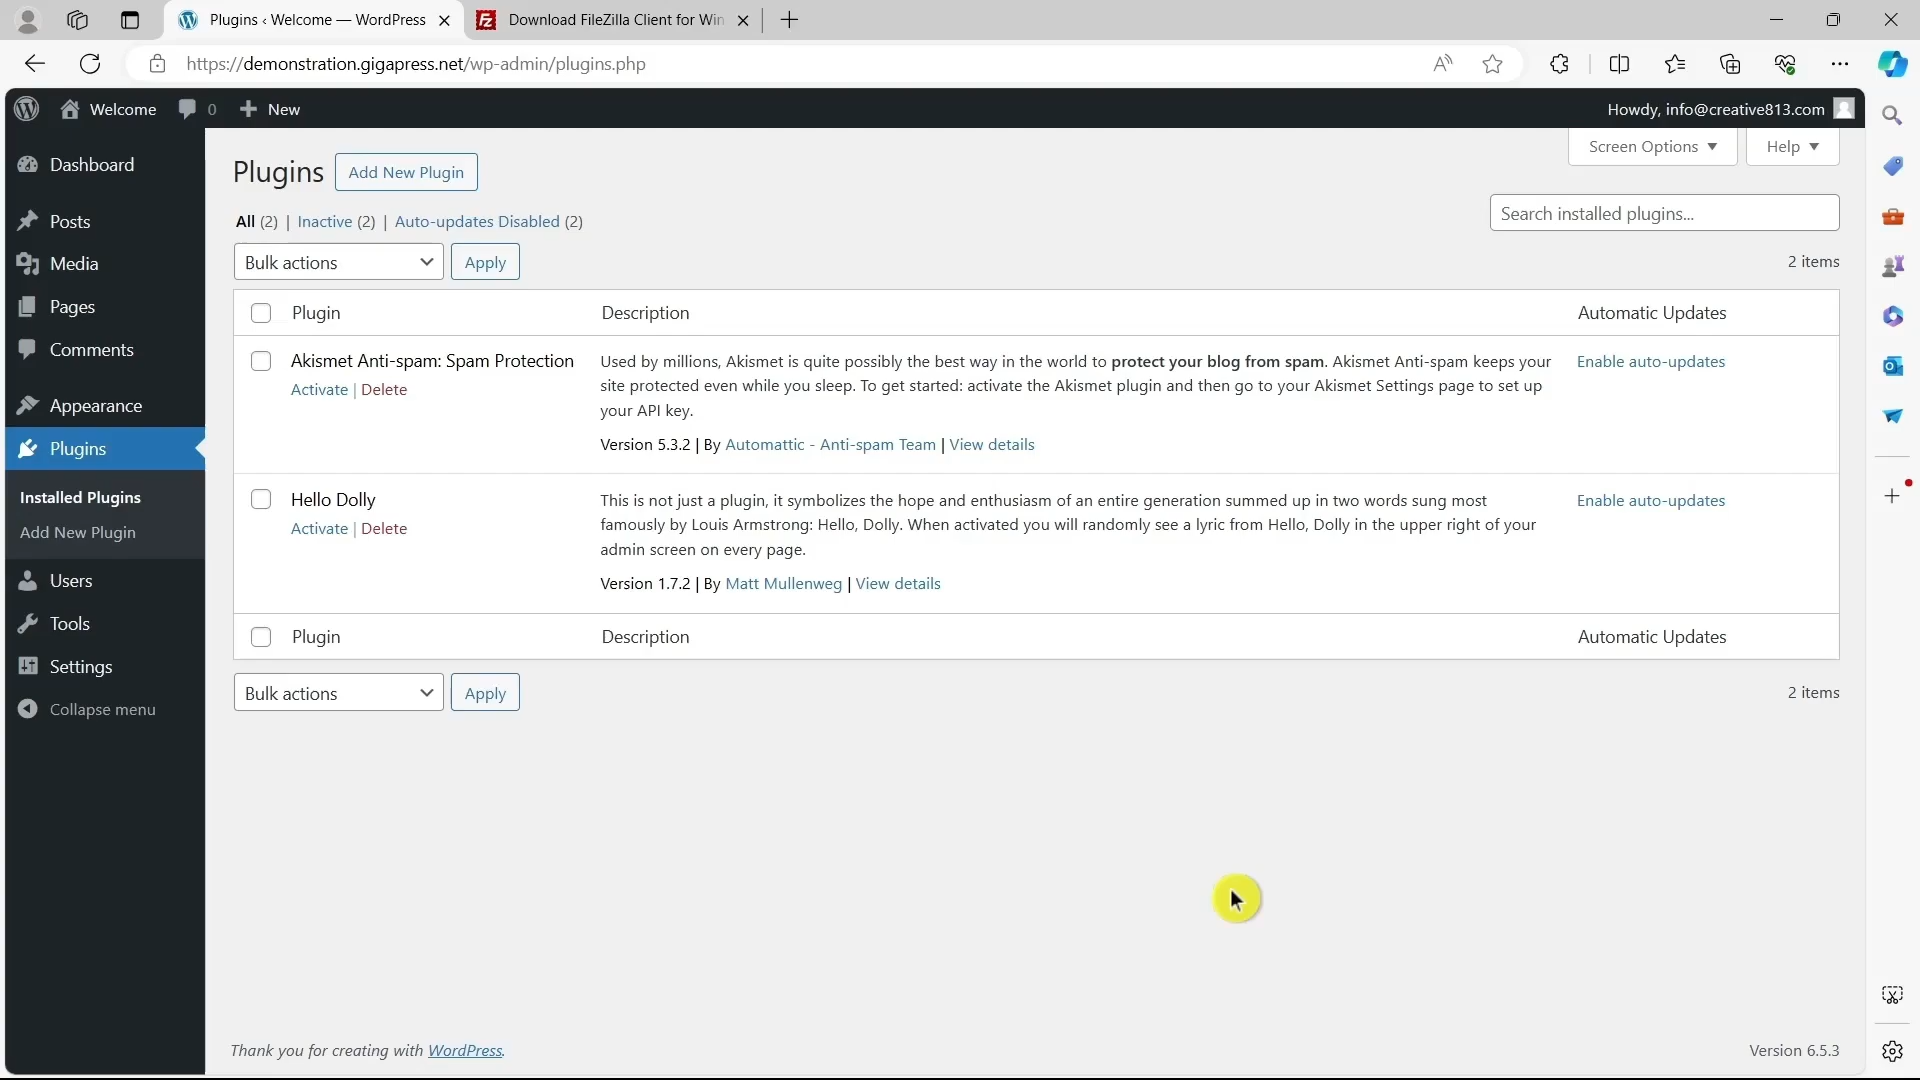 Plugins ‹ Welcome — WordPress
Download FileZilla Client for Win
https://demonstration.gigapress.net/wp-admin/plugins.php
Welcome 0 New
Howdy, info@creative813.com
Dashboard
Posts
Media
Pages
Comments
Appearance
Plugins
Installed Plugins
Add New Plugin
Users
Tools
Settings
Collapse menu
Screen Options
Help
Plugins
Add New Plugin
All (2) | Inactive (2) | Auto-updates Disabled (2)
Search installed plugins...
Bulk actions
Apply
2 items
Plugin Description Automatic Updates
Akismet Anti-spam: Spam Protection
Activate | Delete
Used by millions, Akismet is quite possibly the best way in the world to protect your blog from spam. Akismet Anti-spam keeps your
site protected even while you sleep. To get started: activate the Akismet plugin and then go to your Akismet Settings page to set up
your API key.
Version 5.3.2 | By Automattic - Anti-spam Team | View details
Enable auto-updates
Hello Dolly
Activate | Delete
This is not just a plugin, it symbolizes the hope and enthusiasm of an entire generation summed up in two words sung most
famously by Louis Armstrong: Hello, Dolly. When activated you will randomly see a lyric from Hello, Dolly in the upper right of your
admin screen on every page.
Version 1.7.2 | By Matt Mullenweg | View details
Enable auto-updates
Plugin Description Automatic Updates
Bulk actions
Apply
2 items
Thank you for creating with WordPress.
Version 6.5.3